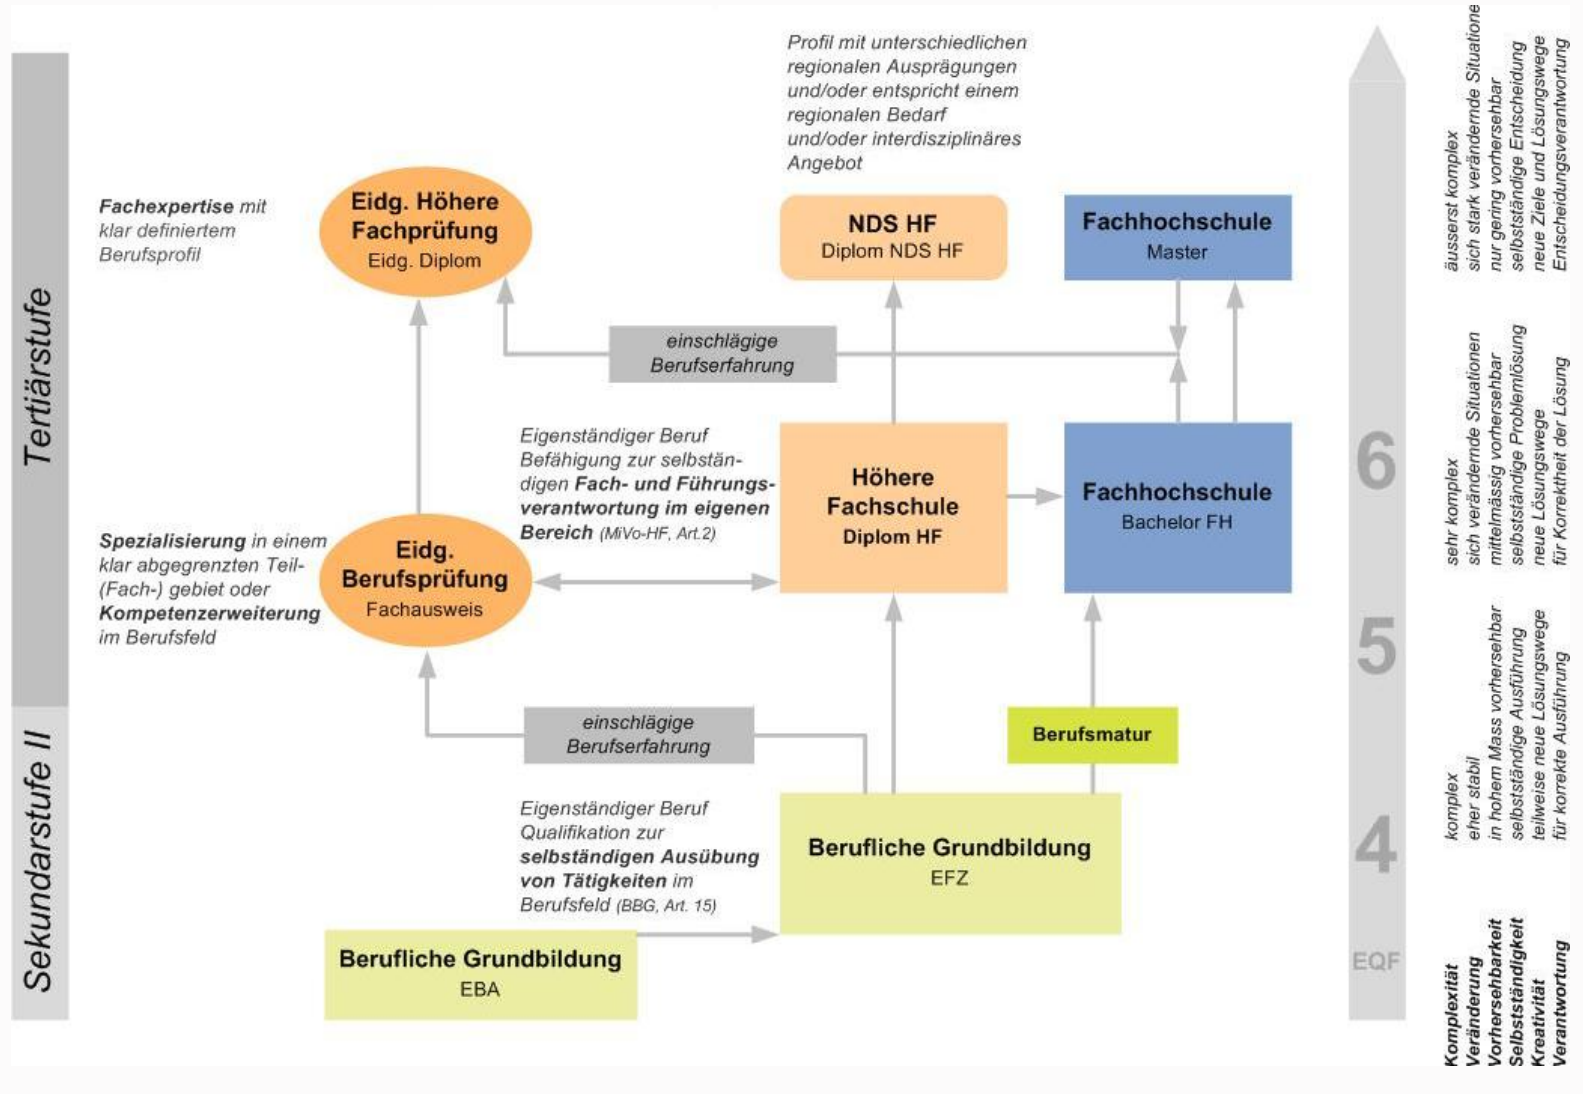 Profil mit unterschiedlichen
regionalen Ausprägungen
und/oder entspricht einem
regionalen Bedarf
und/oder interdisziplinäres
Angebot
Tertiärstufe
Sekundarstufe II
Fachexpertise mit
klar definiertem
Berufsprofil
Eidg. Höhere
Fachprüfung
Eidg. Diplom
NDS HF
Diplom NDS HF
Fachhochschule
Master
einschlägige
Berufserfahrung
Eigenständiger Beruf
Befähigung zur selbstän-
digen Fach- und Führungs-
verantwortung im eigenen
Bereich (MiVo-HF, Art.2)
Höhere
Fachschule
Diplom HF
Fachhochschule
Bachelor FH
Spezialisierung in einem
klar abgegrenzten Teil-
(Fach-) gebiet oder
Kompetenzerweiterung
im Berufsfeld
Eidg.
Berufsprüfung
Fachausweis
einschlägige
Berufserfahrung
Berufsmatur
Eigenständiger Beruf
Qualifikation zur
selbständigen Ausübung
von Tätigkeiten im
Berufsfeld (BBG, Art. 15)
Berufliche Grundbildung
EFZ
Berufliche Grundbildung
EBA
6
5
4
EQF
äusserst komplex
sich stark verändernde Situatione
nur gering vorhersehbar
selbstständige Entscheidung
neue Ziele und Lösungswege
Entscheidungsverantwortung
sehr komplex
sich verändernde Situationen
mittelmässig vorhersehbar
selbstständige Problemlösung
neue Lösungswege
für Korrektheit der Lösung
komplex
eher stabil
in hohem Mass vorhersehbar
selbstständige Ausführung
teilweise neue Lösungswege
für korrekte Ausführung
Komplexität
Veränderung
Vorhersehbarkeit
Selbstständigkeit
Kreativität
Verantwortung